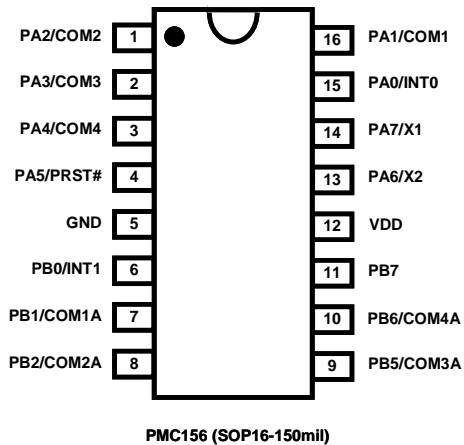 PA2/COM2 1 16 PA1/COM1
PA3/COM3 2 15 PA0/INT0
PA4/COM4 3 14 PA7/X1
PA5/PRST# 4 13 PA6/X2
GND 5 12 VDD
PB0/INT1 6 11 PB7
PB1/COM1A 7 10 PB6/COM4A
PB2/COM2A 8 9 PB5/COM3A
PMC156 (SOP16-150mil)